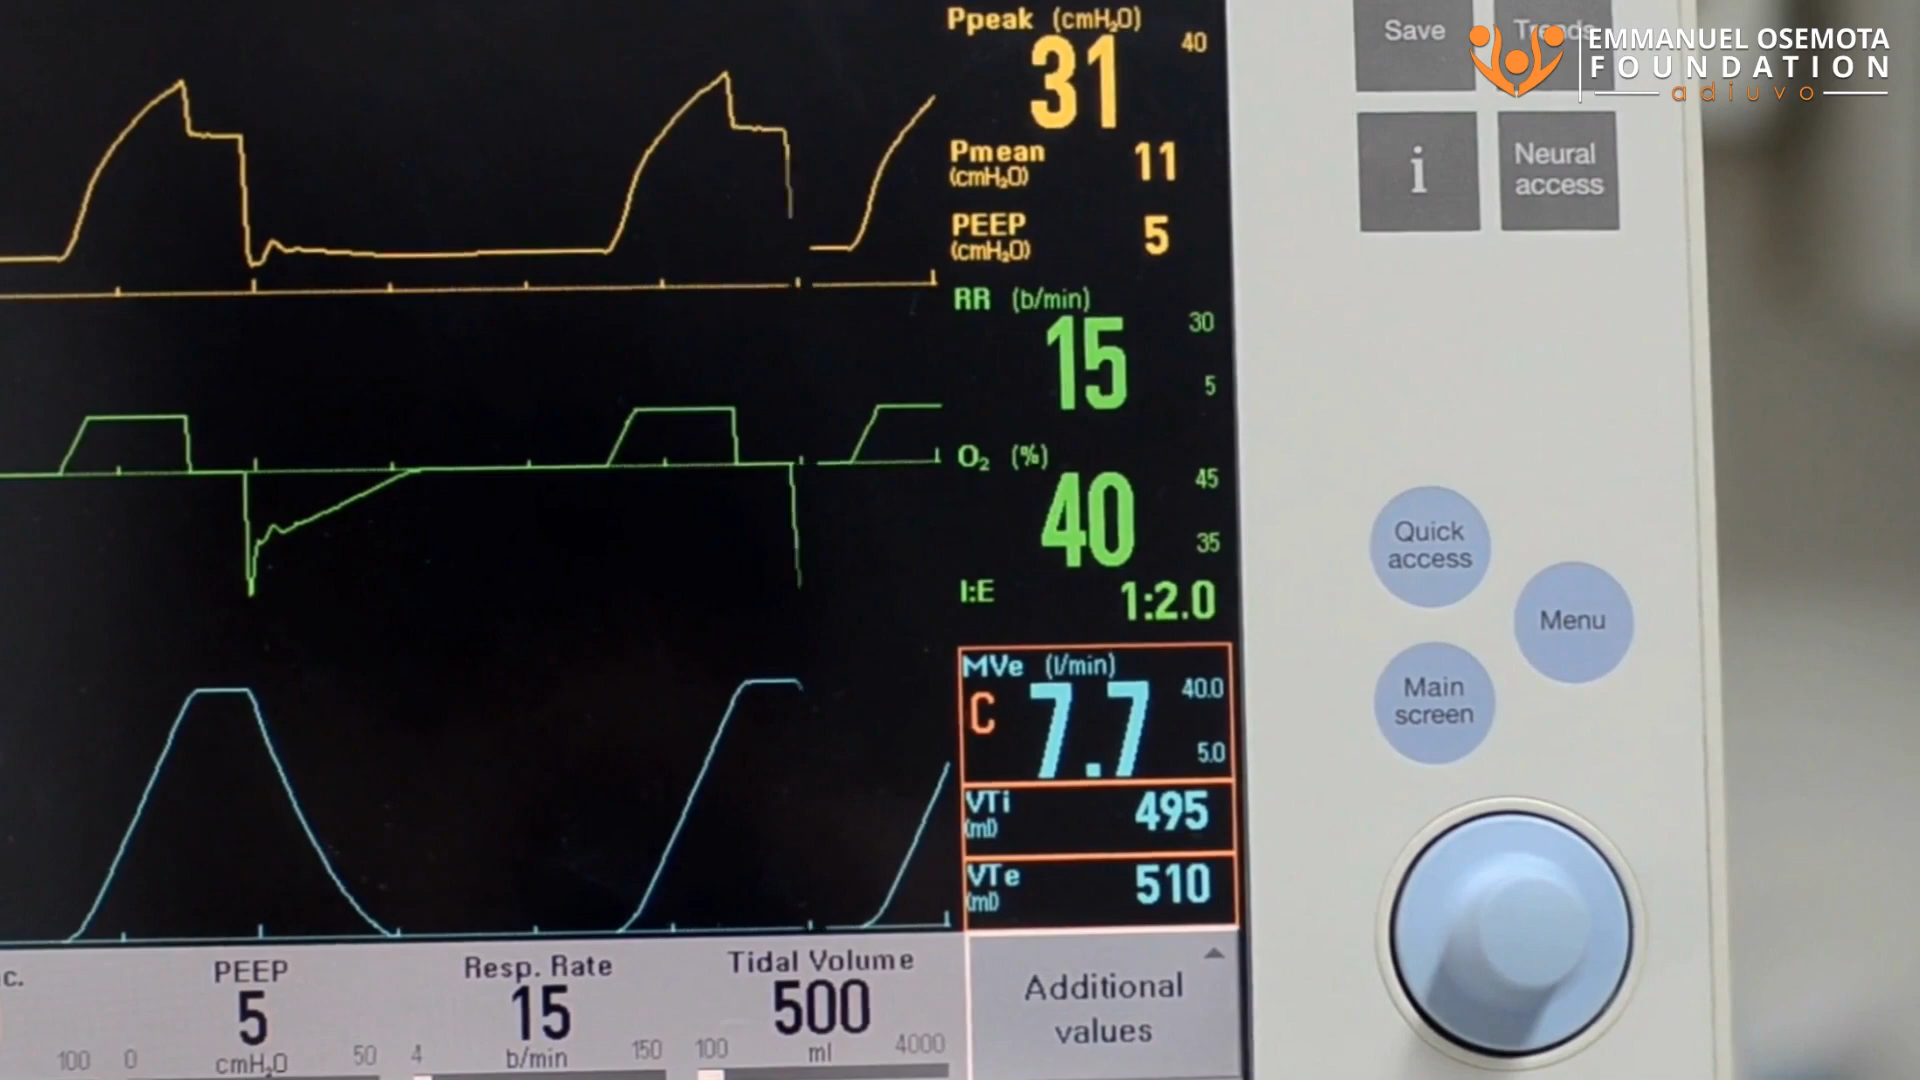 Ppeak (cmH₂O)
31
40
Pmean
(cmH₂O)
11
PEEP
(cmH₂O)
5
RR (b/min)
15
30
5
O₂ (%)
40
45
35
I:E
1:2.0
MVe (l/min)
C
7.7
40.0
5.0
VTi
(ml)
495
VTe
(ml)
510
c.
100
PEEP
5
0
cmH₂O
50
Resp. Rate
15
4
b/min
150
Tidal Volume
500
100
ml
4000
Additional
values
Save
Trends
i
Neural
access
Quick
access
Menu
Main
screen
EMMANUEL OSEMOTA
FOUNDATION
adiuvo